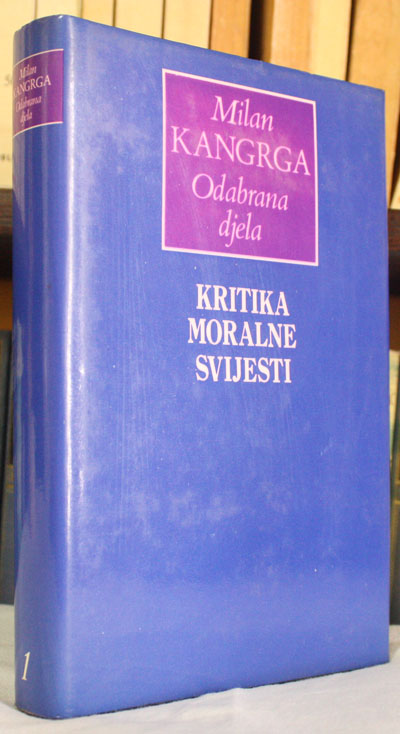 Milan
KANGRGA
Odabrana
djela
1
Milan
KANGRGA
Odabrana
djela
KRITIKA
MORALNE
SVIJESTI